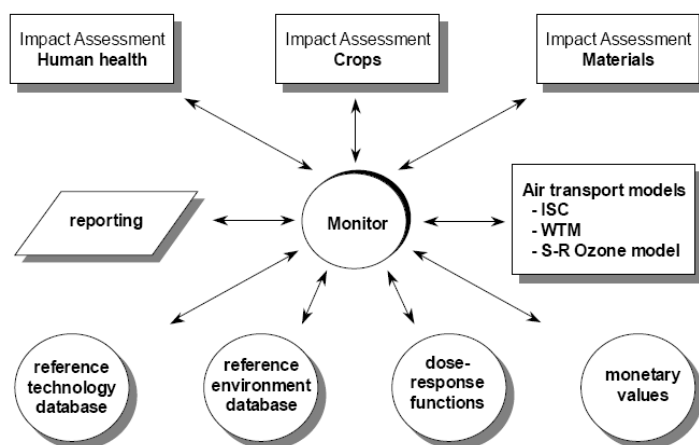 Impact Assessment
Human health
Impact Assessment
Crops
Impact Assessment
Materials
reporting
Monitor
Air transport models
- ISC
- WTM
- S-R Ozone model
reference
technology
database
reference
environment
database
dose-
response
functions
monetary
values